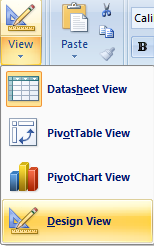 View
Paste
Cali
B
Datasheet View
PivotTable View
PivotChart View
Design View